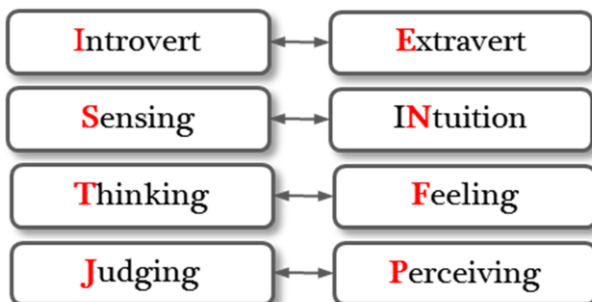 Introvert Extravert
Sensing INtuition
Thinking Feeling
Judging Perceiving